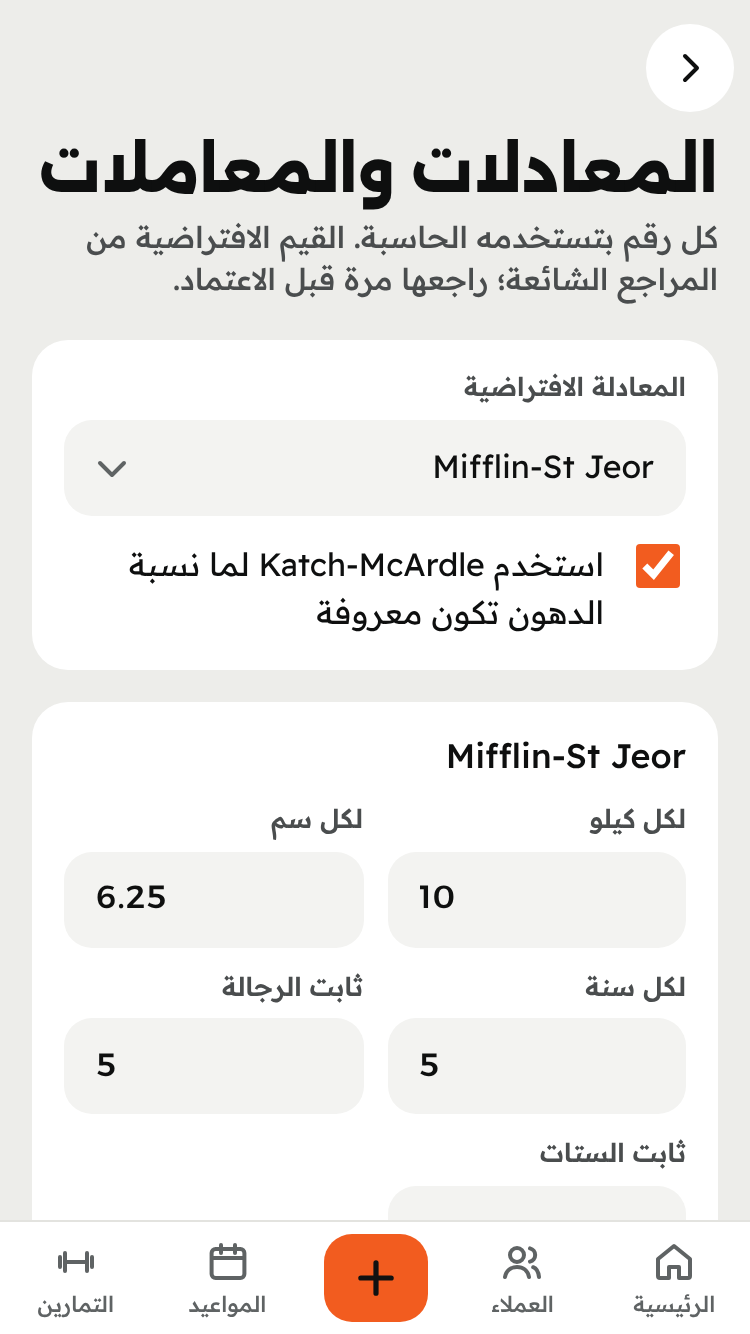 المعادلات والمعاملات
كل رقم بتستخدمه الحاسبة. القيم الافتراضية من
المراجع الشائعة؛ راجعها مرة قبل الاعتماد.
المعادلة الافتراضية
Mifflin-St Jeor
استخدم Katch-McArdle لما نسبة
الدهون تكون معروفة
Mifflin-St Jeor
لكل كيلو
لكل سم
10
6.25
لكل سنة
ثابت الرجالة
5
5
ثابت الستات
الرئيسية
العملاء
المواعيد
التمارين